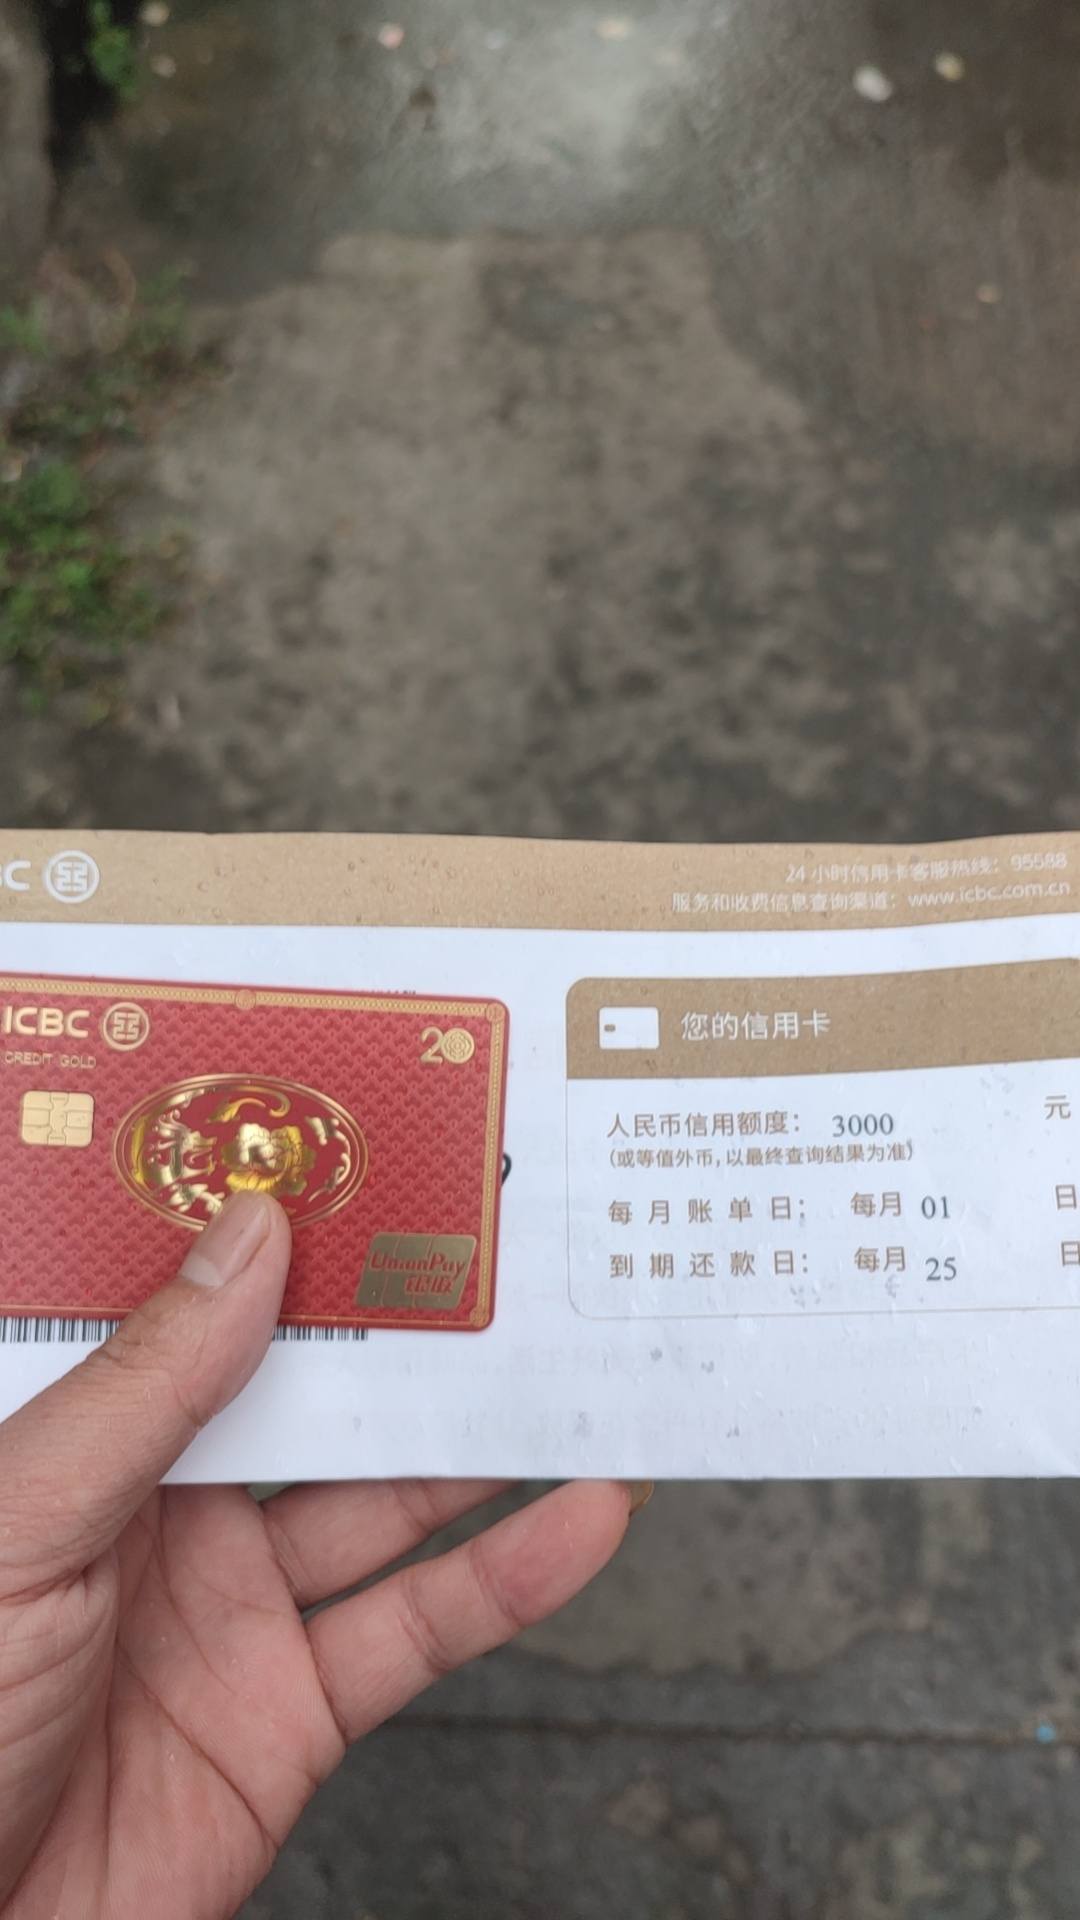 BC
24 小时信用卡客服热线：95588
服务和收费信息查询渠道：www.icbc.com.cn
ICBC
CREDIT GOLD
20
UnionPay
银联
您的信用卡
人民币信用额度： 3000 元
(或等值外币,以最终查询结果为准)
每月账单日： 每月 01 日
到期还款日： 每月 25 日